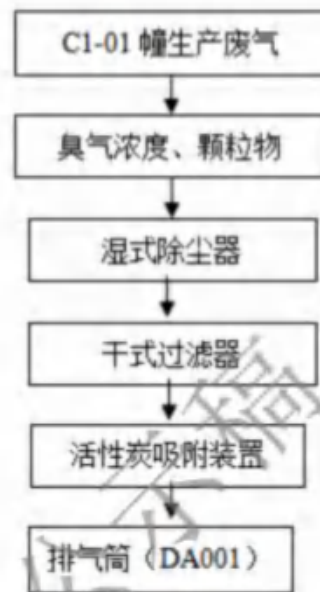 C1-01 幢生产废气
臭气浓度、颗粒物
湿式除尘器
干式过滤器
活性炭吸附装置
排气筒（DA001）